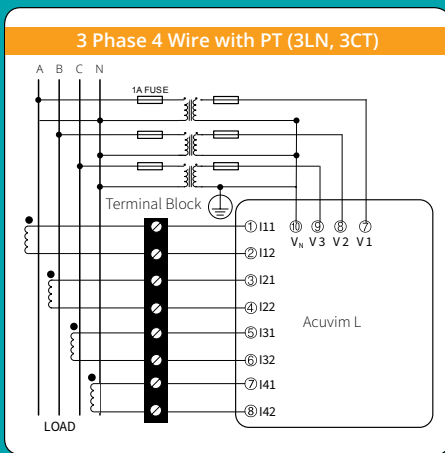 3 Phase 4 Wire with PT (3LN, 3CT)
A B C N
1A FUSE
Terminal Block
① I11
② I12
③ I21
④ I22
⑤ I31
⑥ I32
⑦ I41
⑧ I42
⑩ ⑨ ⑧ ⑦
VN V3 V2 V1
Acuvim L
LOAD